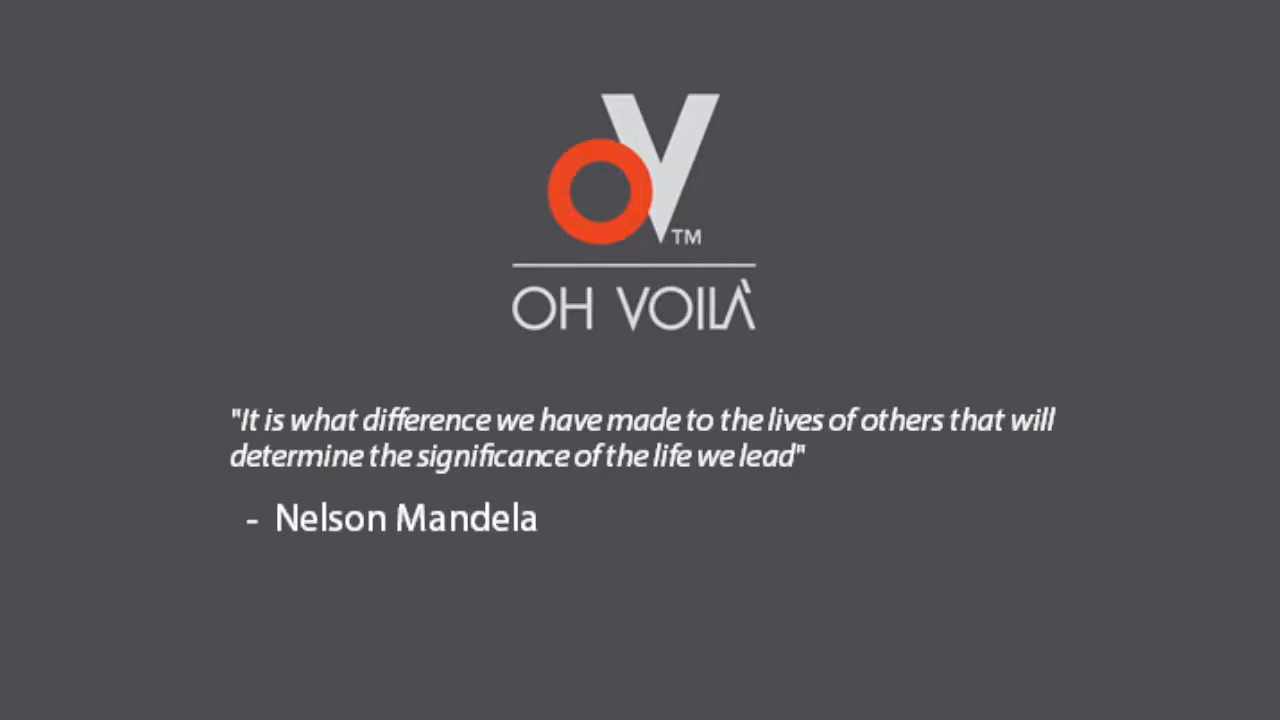 OV™
OH VOILÀ
"It is what difference we have made to the lives of others that will
determine the significance of the life we lead"
- Nelson Mandela